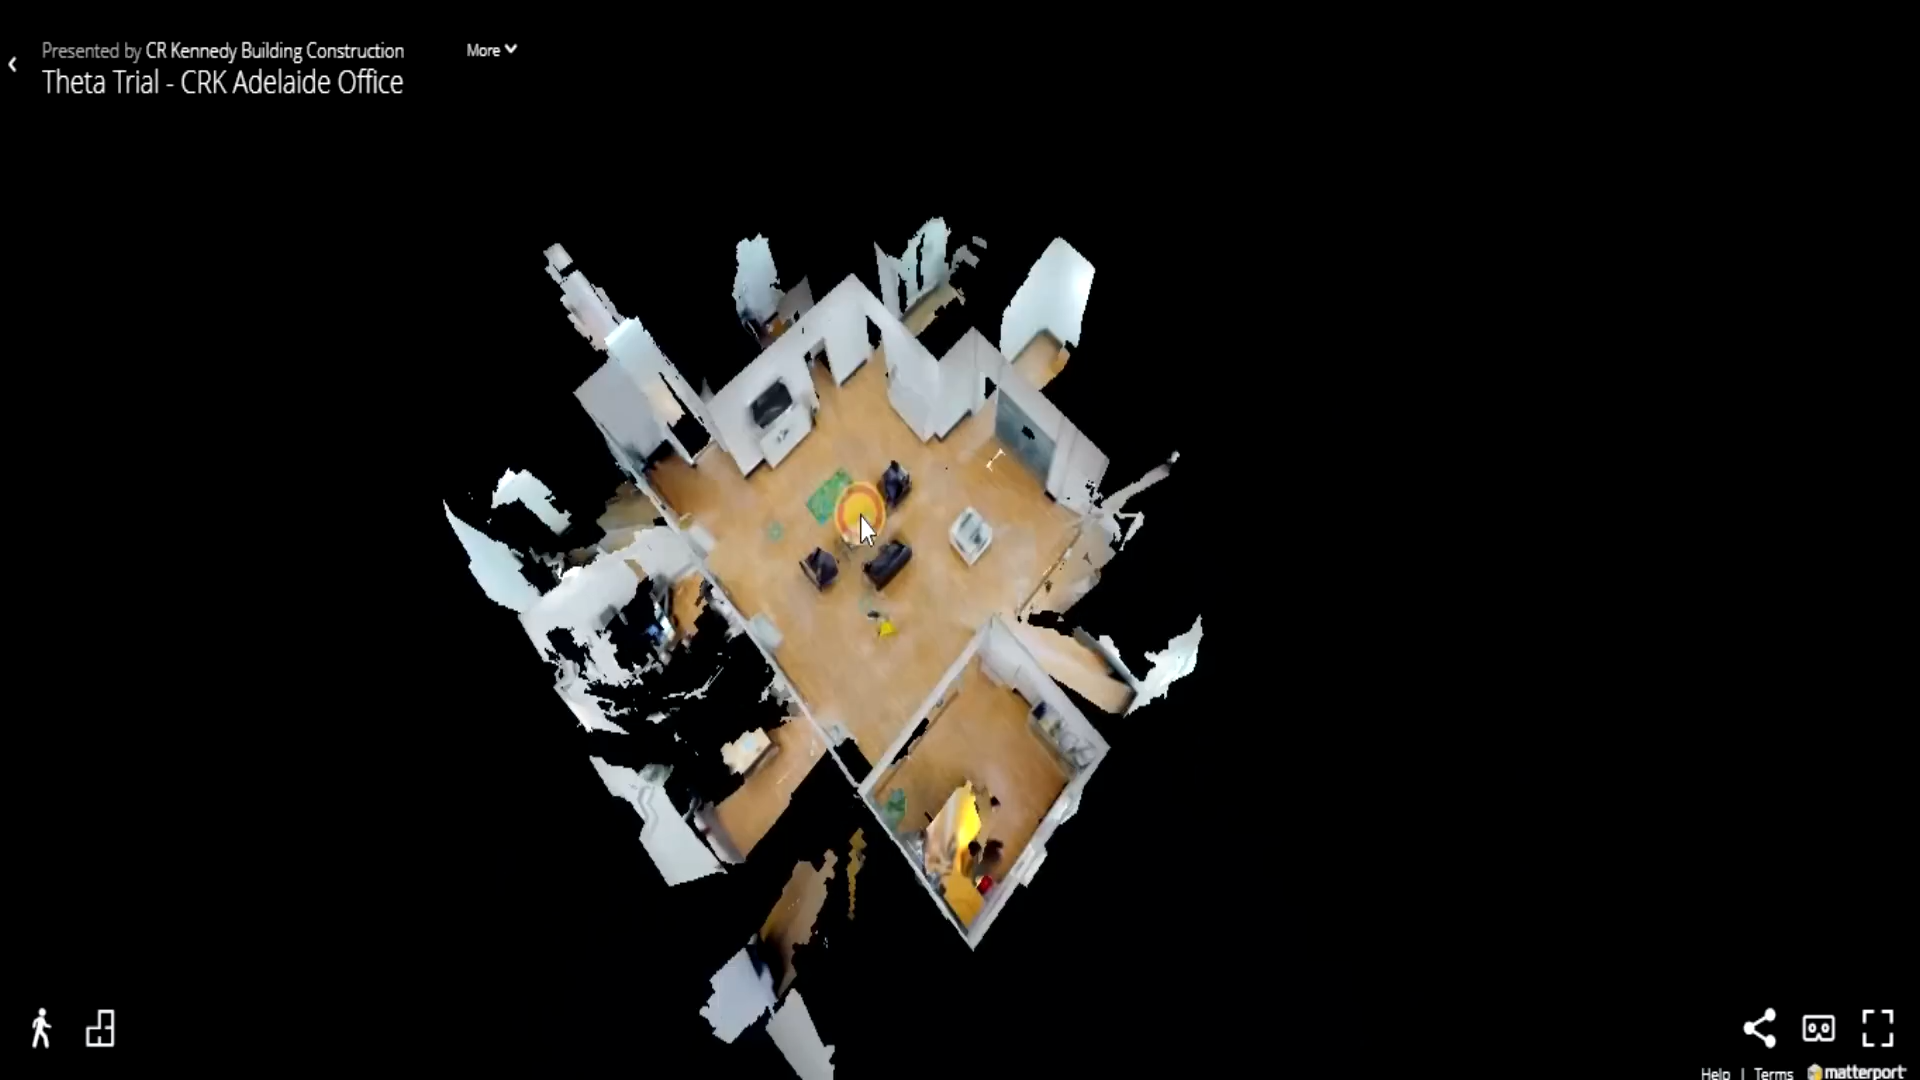 Presented by CR Kennedy Building Construction
More
Theta Trial - CRK Adelaide Office
Help | Terms matterport